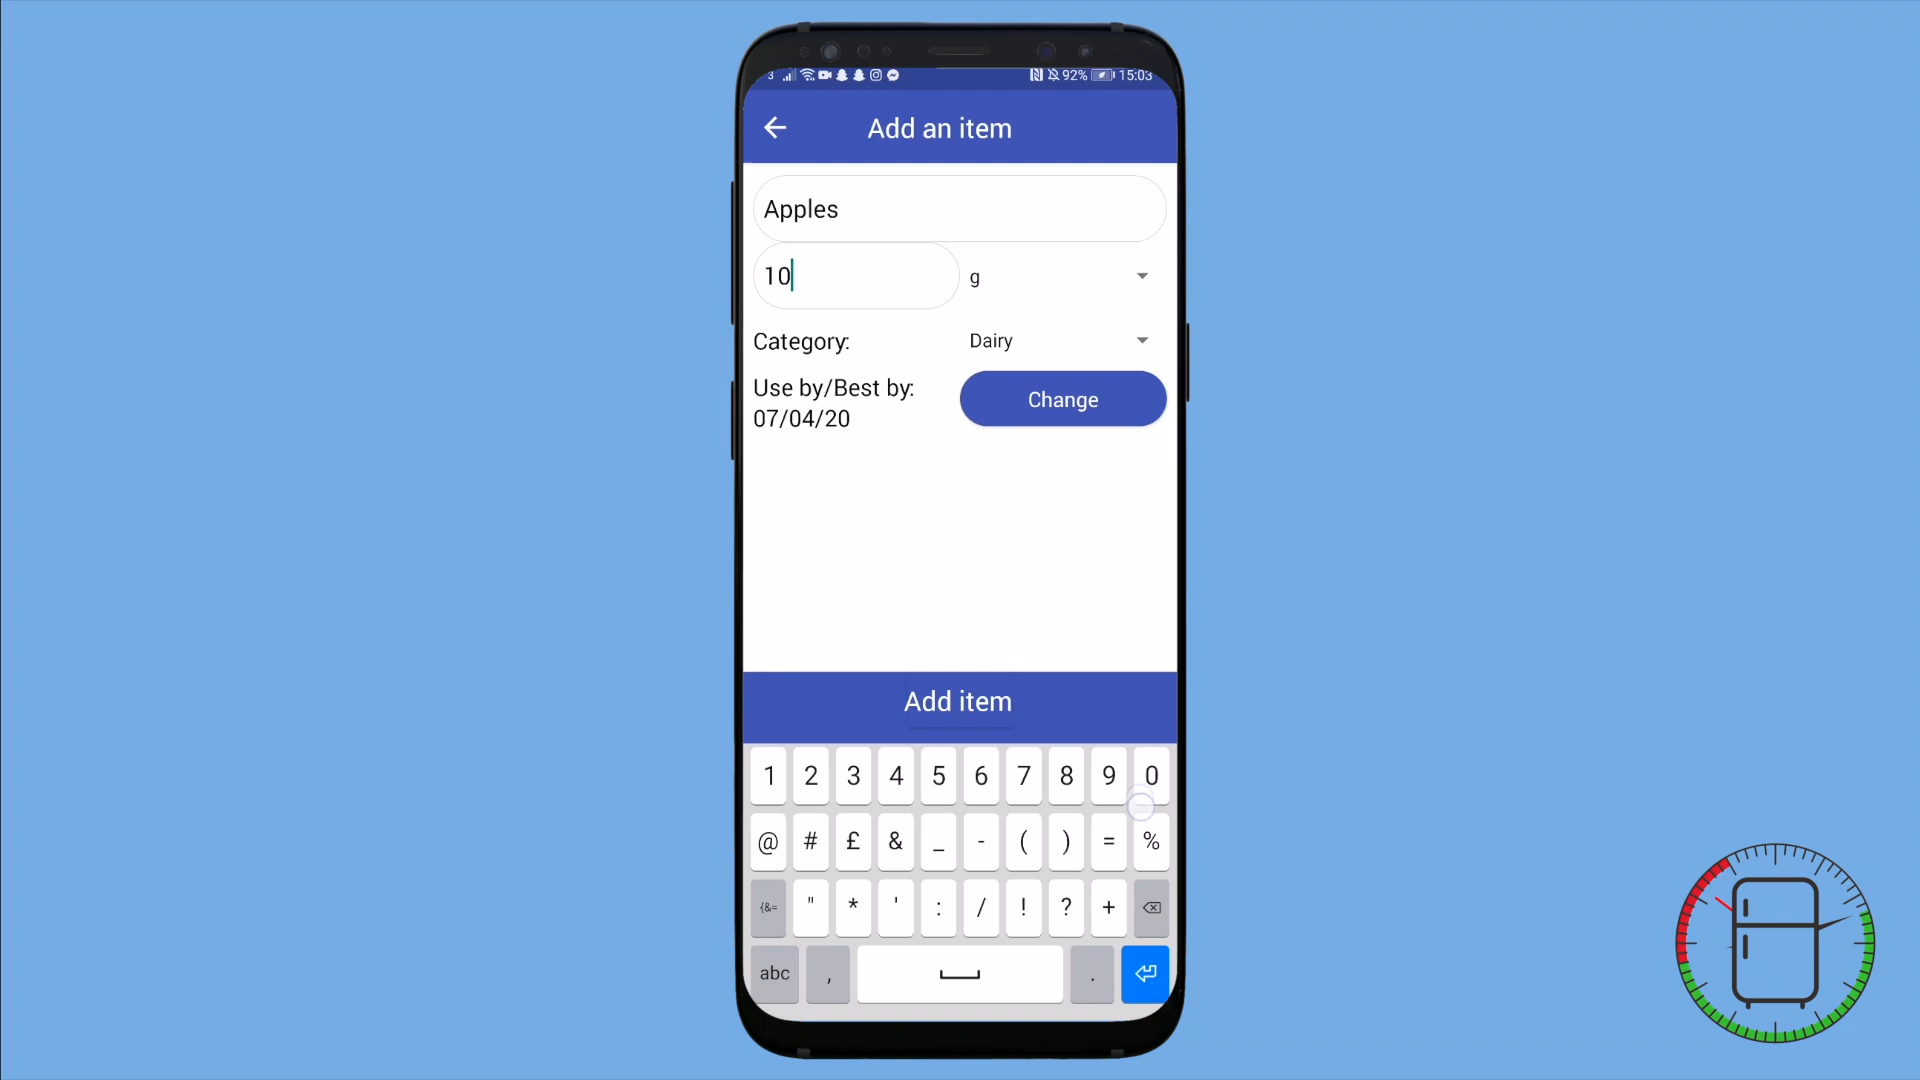 3 92% 15:03
Add an item
Apples
10 g
Category: Dairy
Use by/Best by:
07/04/20
Change
Add item
1 2 3 4 5 6 7 8 9 0
@ # £ & _ - ( ) = %
{&= " * ' : / ! ? +
abc , .